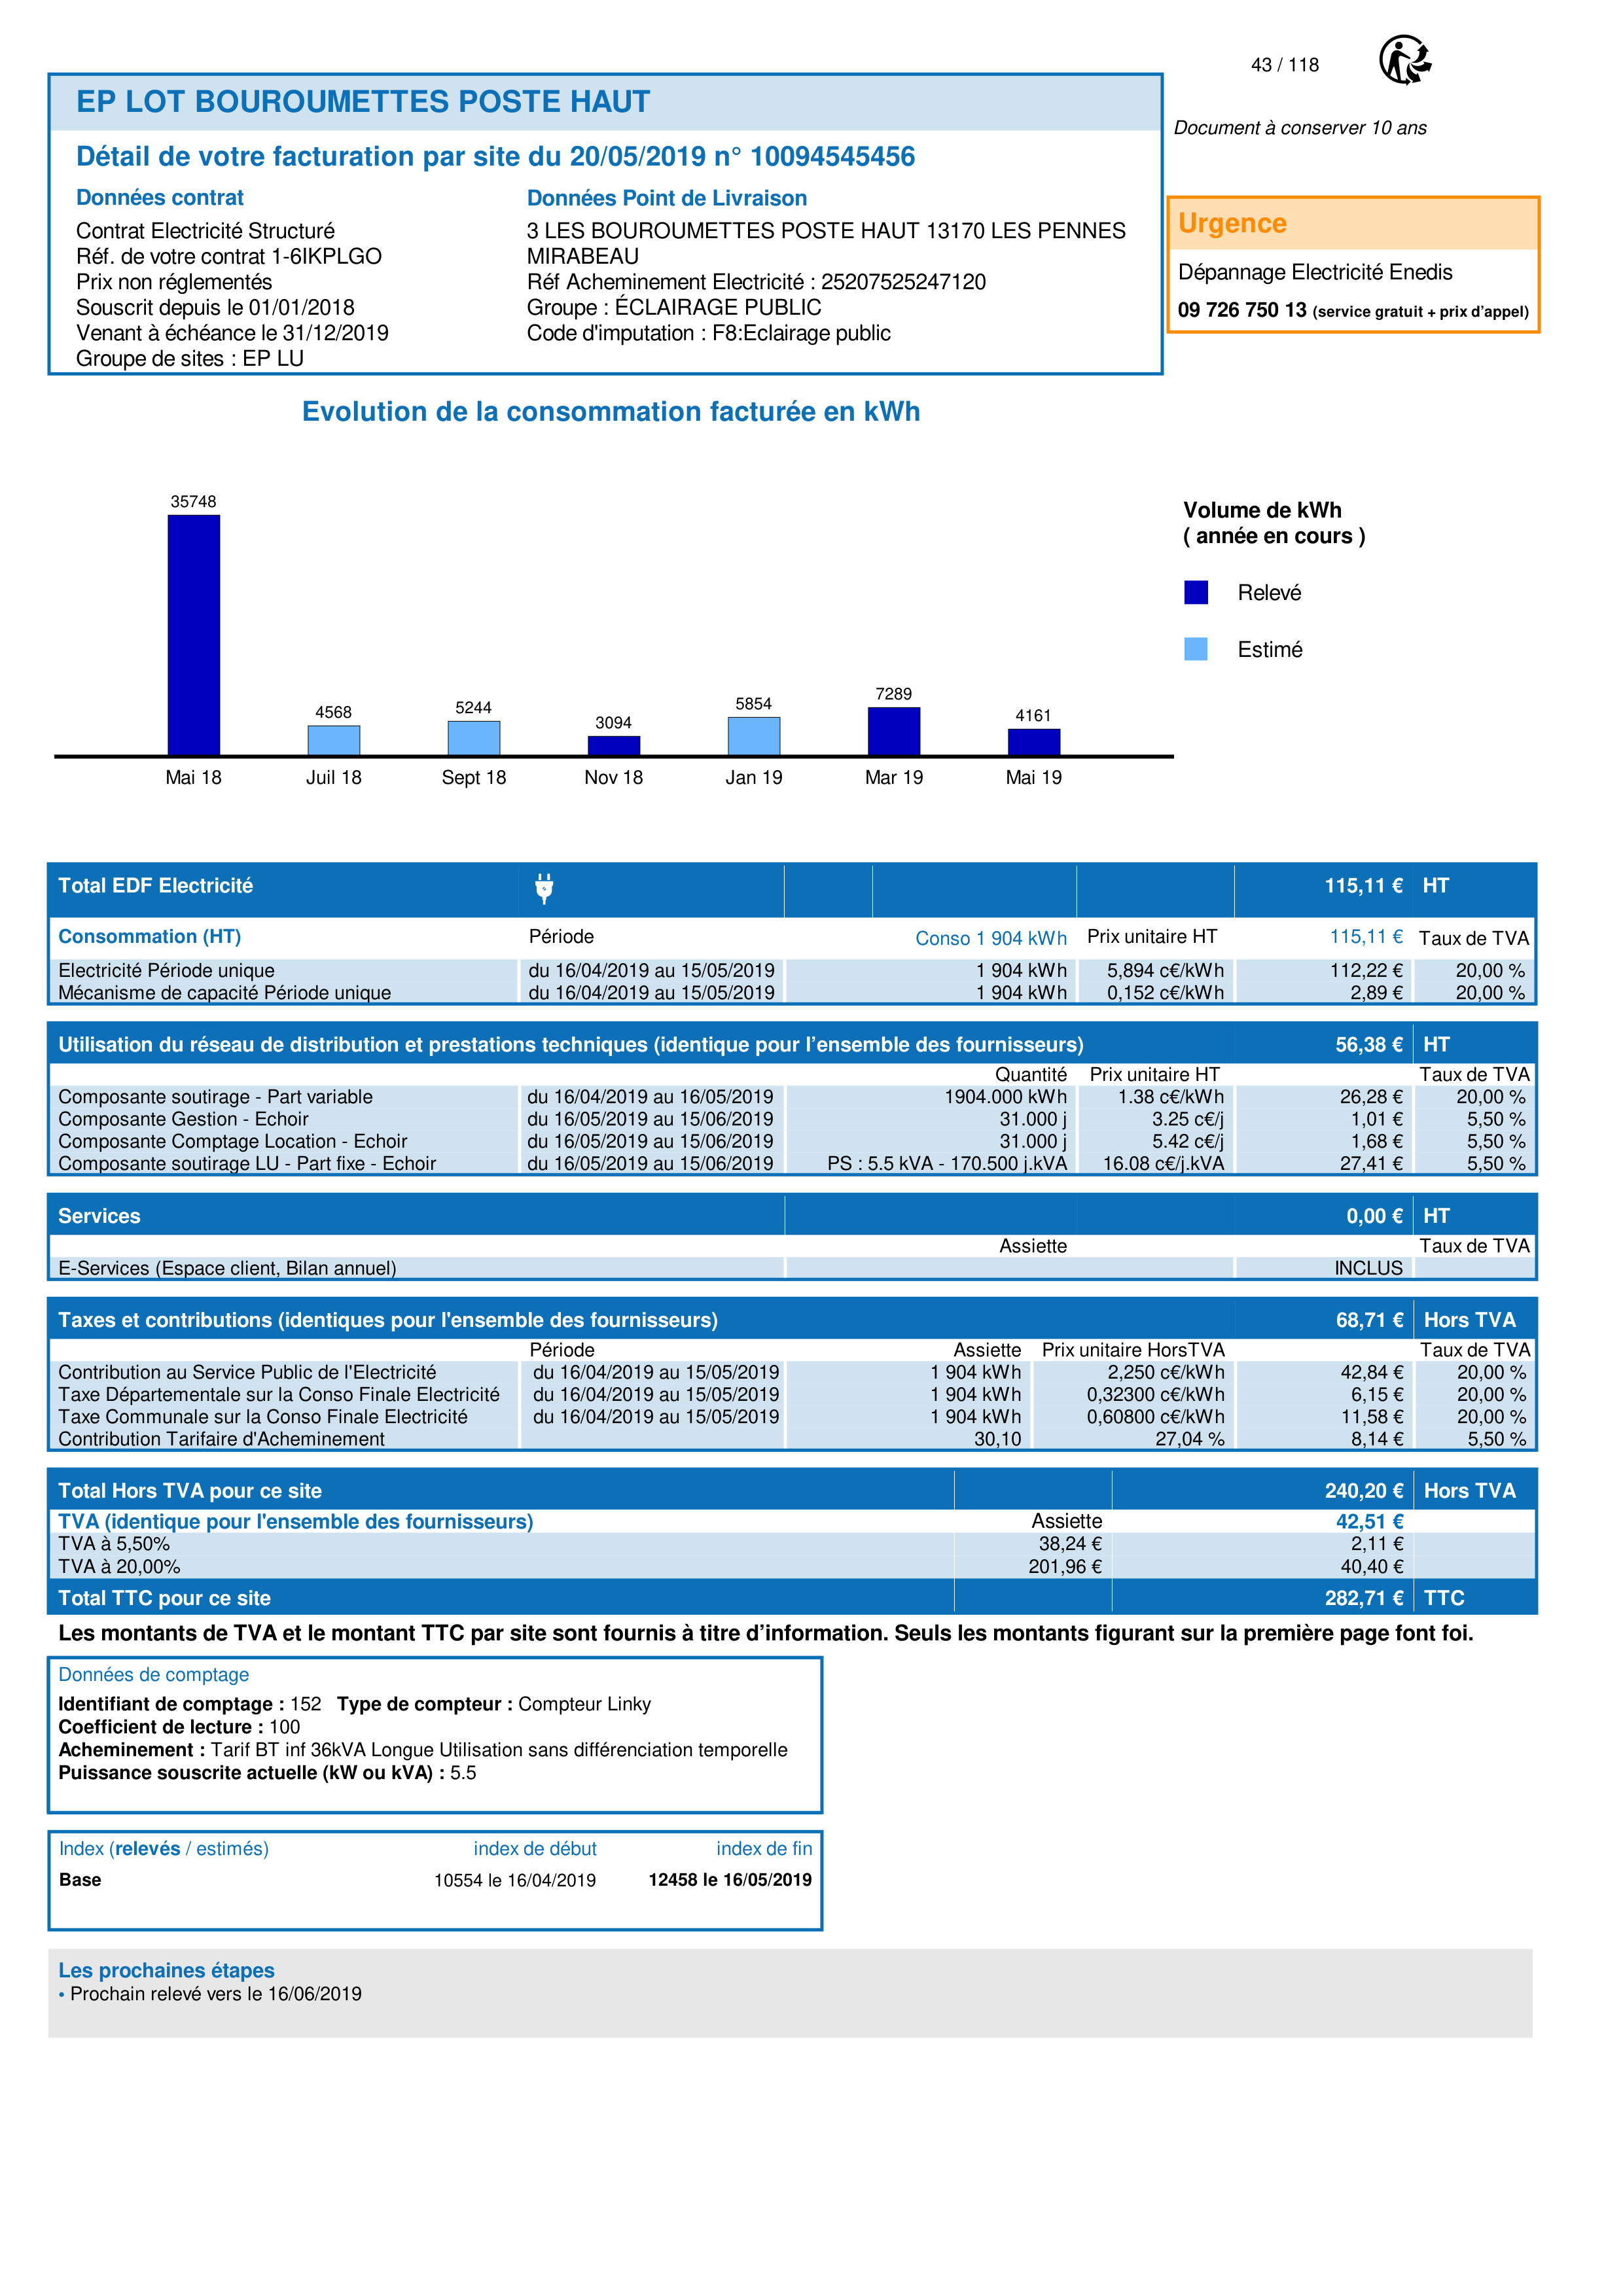 43 / 118
EP LOT BOUROUMETTES POSTE HAUT
Document à conserver 10 ans
Détail de votre facturation par site du 20/05/2019 n° 10094545456
Données contrat
Contrat Electricité Structuré
Réf. de votre contrat 1-6IKPLGO
Prix non réglementés
Souscrit depuis le 01/01/2018
Venant à échéance le 31/12/2019
Groupe de sites : EP LU
Données Point de Livraison
3 LES BOUROUMETTES POSTE HAUT 13170 LES PENNES
MIRABEAU
Réf Acheminement Electricité : 25207525247120
Groupe : ÉCLAIRAGE PUBLIC
Code d'imputation : F8:Eclairage public
Urgence
Dépannage Electricité Enedis
09 726 750 13 (service gratuit + prix d’appel)
Evolution de la consommation facturée en kWh
35748
4568
5244
3094
5854
7289
4161
Mai 18 Juil 18 Sept 18 Nov 18 Jan 19 Mar 19 Mai 19
Volume de kWh
( année en cours )
Relevé
Estimé
Total EDF Electricité 115,11 € HT
Consommation (HT) Période Conso 1 904 kWh Prix unitaire HT 115,11 € Taux de TVA
Electricité Période unique du 16/04/2019 au 15/05/2019 1 904 kWh 5,894 c€/kWh 112,22 € 20,00 %
Mécanisme de capacité Période unique du 16/04/2019 au 15/05/2019 1 904 kWh 0,152 c€/kWh 2,89 € 20,00 %
Utilisation du réseau de distribution et prestations techniques (identique pour l’ensemble des fournisseurs) 56,38 € HT
Quantité Prix unitaire HT Taux de TVA
Composante soutirage - Part variable du 16/04/2019 au 16/05/2019 1904.000 kWh 1.38 c€/kWh 26,28 € 20,00 %
Composante Gestion - Echoir du 16/05/2019 au 15/06/2019 31.000 j 3.25 c€/j 1,01 € 5,50 %
Composante Comptage Location - Echoir du 16/05/2019 au 15/06/2019 31.000 j 5.42 c€/j 1,68 € 5,50 %
Composante soutirage LU - Part fixe - Echoir du 16/05/2019 au 15/06/2019 PS : 5.5 kVA - 170.500 j.kVA 16.08 c€/j.kVA 27,41 € 5,50 %
Services 0,00 € HT
Assiette Taux de TVA
E-Services (Espace client, Bilan annuel) INCLUS
Taxes et contributions (identiques pour l'ensemble des fournisseurs) 68,71 € Hors TVA
Période Assiette Prix unitaire HorsTVA Taux de TVA
Contribution au Service Public de l'Electricité du 16/04/2019 au 15/05/2019 1 904 kWh 2,250 c€/kWh 42,84 € 20,00 %
Taxe Départementale sur la Conso Finale Electricité du 16/04/2019 au 15/05/2019 1 904 kWh 0,32300 c€/kWh 6,15 € 20,00 %
Taxe Communale sur la Conso Finale Electricité du 16/04/2019 au 15/05/2019 1 904 kWh 0,60800 c€/kWh 11,58 € 20,00 %
Contribution Tarifaire d'Acheminement 30,10 27,04 % 8,14 € 5,50 %
Total Hors TVA pour ce site 240,20 € Hors TVA
TVA (identique pour l'ensemble des fournisseurs) Assiette 42,51 €
TVA à 5,50% 38,24 € 2,11 €
TVA à 20,00% 201,96 € 40,40 €
Total TTC pour ce site 282,71 € TTC
Les montants de TVA et le montant TTC par site sont fournis à titre d’information. Seuls les montants figurant sur la première page font foi.
Données de comptage
Identifiant de comptage : 152 Type de compteur : Compteur Linky
Coefficient de lecture : 100
Acheminement : Tarif BT inf 36kVA Longue Utilisation sans différenciation temporelle
Puissance souscrite actuelle (kW ou kVA) : 5.5
Index (relevés / estimés) index de début index de fin
Base 10554 le 16/04/2019 12458 le 16/05/2019
Les prochaines étapes
• Prochain relevé vers le 16/06/2019